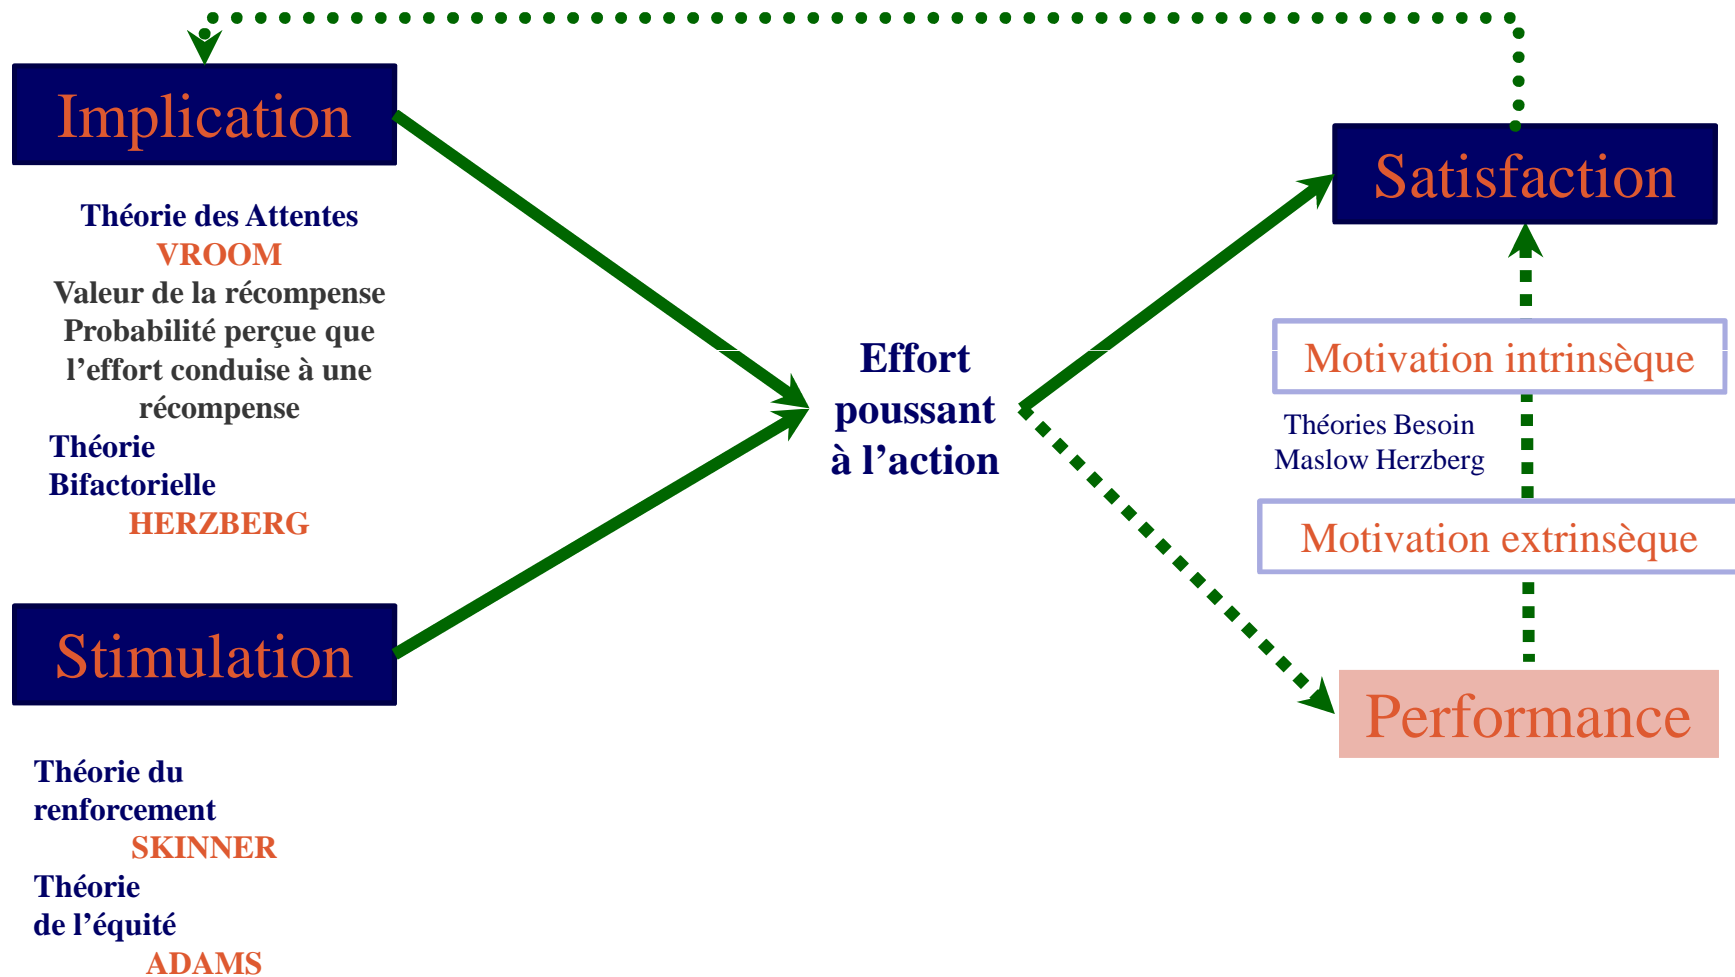 Implication
Théorie des Attentes
VROOM
Valeur de la récompense
Probabilité perçue que
l’effort conduise à une
récompense
Théorie
Bifactorielle
HERZBERG
Stimulation
Théorie du
renforcement
SKINNER
Théorie
de l’équité
ADAMS
Effort
poussant
à l’action
Satisfaction
Motivation intrinsèque
Théories Besoin
Maslow Herzberg
Motivation extrinsèque
Performance